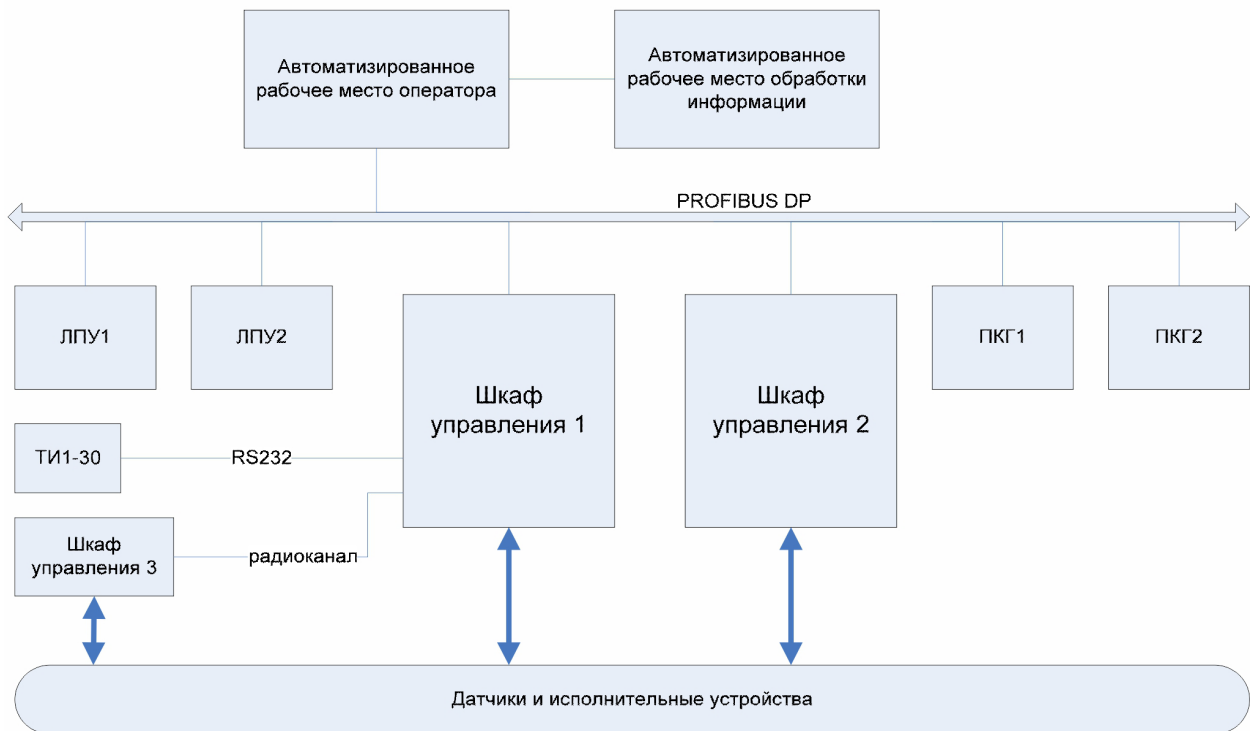 Автоматизированное
рабочее место оператора
Автоматизированное
рабочее место обработки
информации
PROFIBUS DP
ЛПУ1
ЛПУ2
Шкаф
управления 1
Шкаф
управления 2
ПКГ1
ПКГ2
ТИ1-30
RS232
Шкаф
управления 3
радиоканал
Датчики и исполнительные устройства